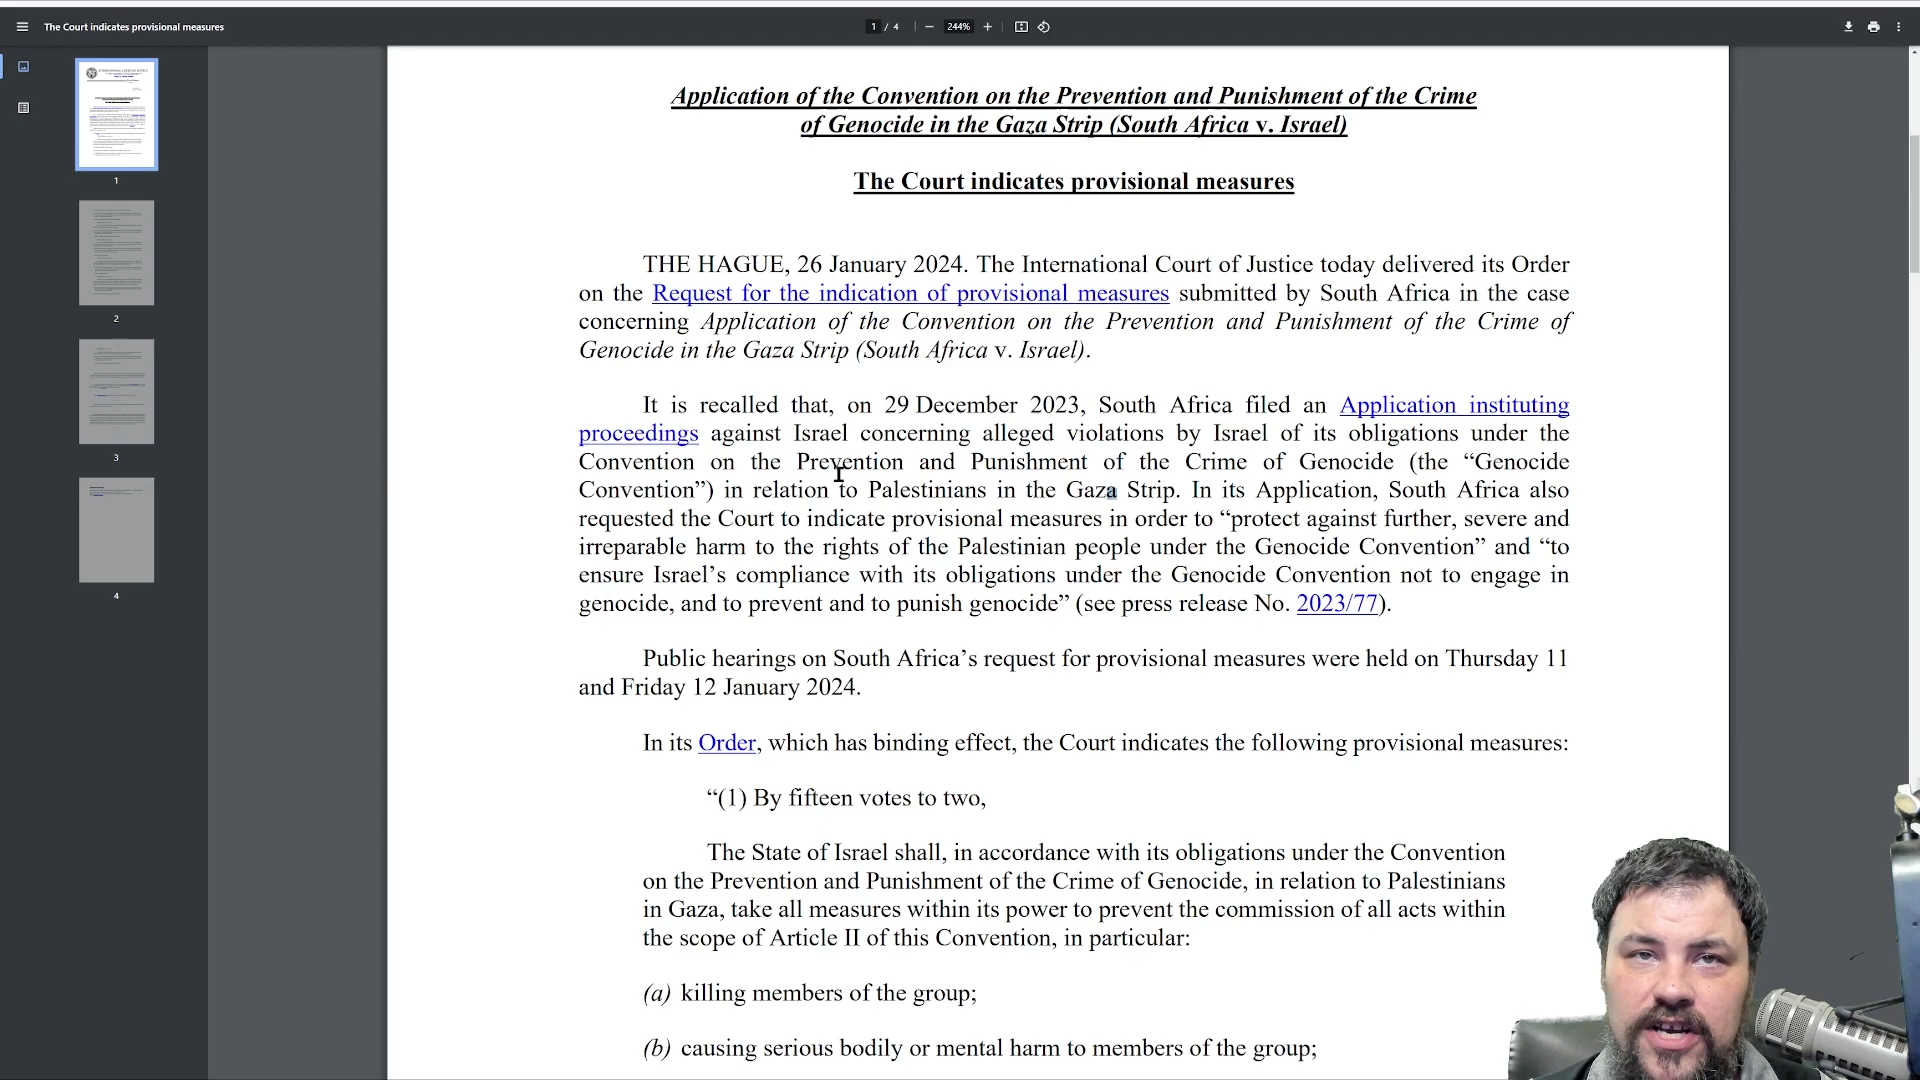 The Court indicates provisional measures
1 / 4
244%
Application of the Convention on the Prevention and Punishment of the Crime
of Genocide in the Gaza Strip (South Africa v. Israel)
The Court indicates provisional measures
THE HAGUE, 26 January 2024. The International Court of Justice today delivered its Order
on the Request for the indication of provisional measures submitted by South Africa in the case
concerning Application of the Convention on the Prevention and Punishment of the Crime of
Genocide in the Gaza Strip (South Africa v. Israel).
It is recalled that, on 29 December 2023, South Africa filed an Application instituting
proceedings against Israel concerning alleged violations by Israel of its obligations under the
Convention on the Prevention and Punishment of the Crime of Genocide (the “Genocide
Convention”) in relation to Palestinians in the Gaza Strip. In its Application, South Africa also
requested the Court to indicate provisional measures in order to “protect against further, severe and
irreparable harm to the rights of the Palestinian people under the Genocide Convention” and “to
ensure Israel’s compliance with its obligations under the Genocide Convention not to engage in
genocide, and to prevent and to punish genocide” (see press release No. 2023/77).
Public hearings on South Africa’s request for provisional measures were held on Thursday 11
and Friday 12 January 2024.
In its Order, which has binding effect, the Court indicates the following provisional measures:
“(1) By fifteen votes to two,
The State of Israel shall, in accordance with its obligations under the Convention
on the Prevention and Punishment of the Crime of Genocide, in relation to Palestinians
in Gaza, take all measures within its power to prevent the commission of all acts within
the scope of Article II of this Convention, in particular:
(a) killing members of the group;
(b) causing serious bodily or mental harm to members of the group;
1
2
3
4